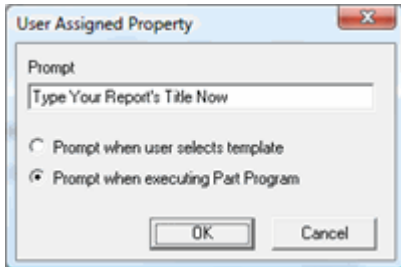 User Assigned Property
Prompt
Type Your Report's Title Now
Prompt when user selects template
Prompt when executing Part Program
OK
Cancel